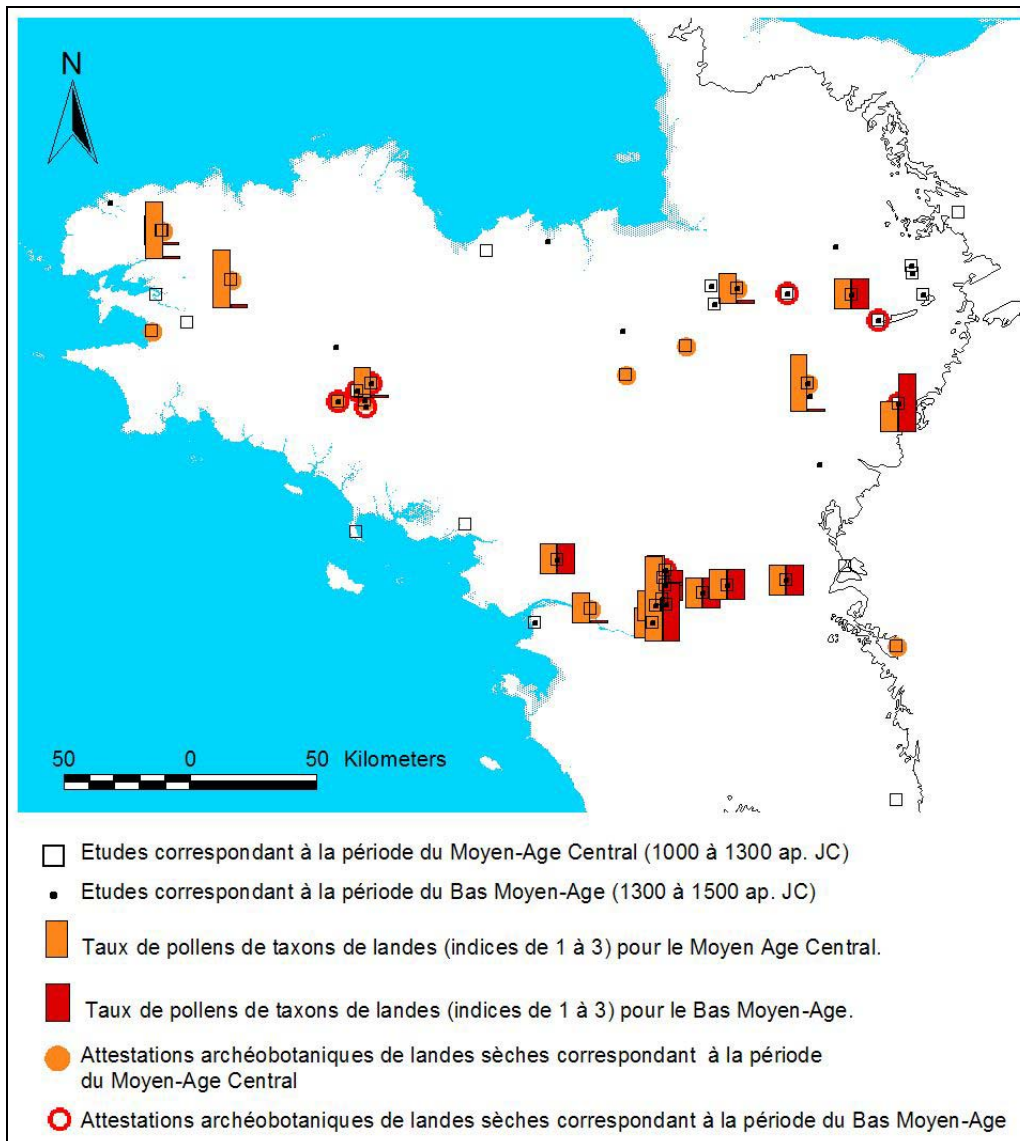 N
50 0 50 Kilometers
Etudes correspondant à la période du Moyen-Age Central (1000 à 1300 ap. JC)
Etudes correspondant à la période du Bas Moyen-Age (1300 à 1500 ap. JC)
Taux de pollens de taxons de landes (indices de 1 à 3) pour le Moyen Age Central.
Taux de pollens de taxons de landes (indices de 1 à 3) pour le Bas Moyen-Age.
Attestations archéobotaniques de landes sèches correspondant à la période
du Moyen-Age Central
Attestations archéobotaniques de landes sèches correspondant à la période du Bas Moyen-Age